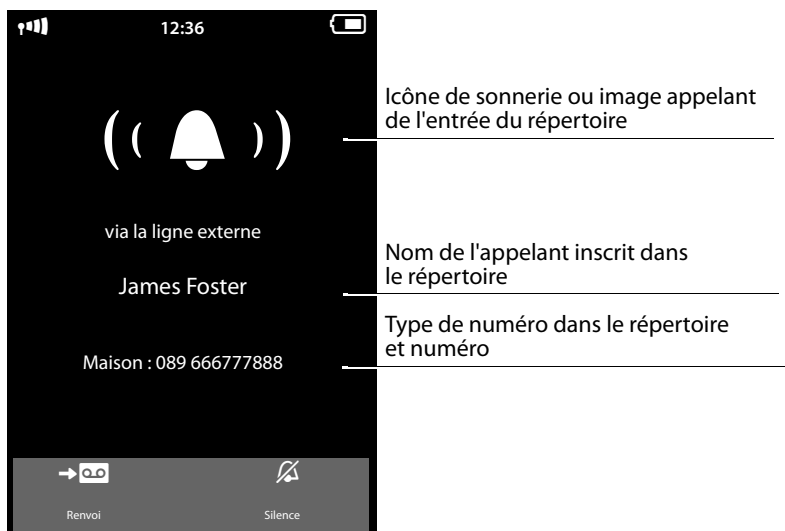 12:36
Icône de sonnerie ou image appelant
de l'entrée du répertoire
via la ligne externe
Nom de l'appelant inscrit dans
le répertoire
James Foster
Type de numéro dans le répertoire
et numéro
Maison : 089 666777888
Renvoi
Silence